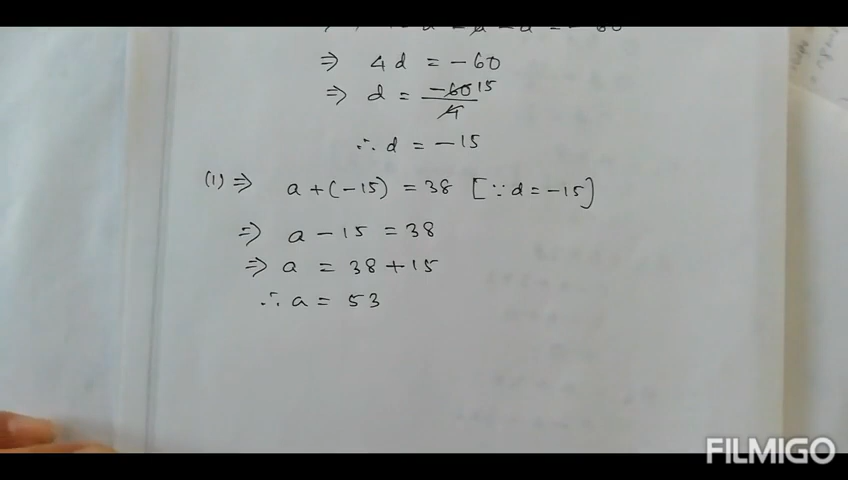 ⇒ 4d = -60
⇒ d = -60 15 / 4
∴ d = -15
(1) ⇒ a + (-15) = 38 [∵ d = -15]
⇒ a - 15 = 38
⇒ a = 38 + 15
∴ a = 53
FILMIGO